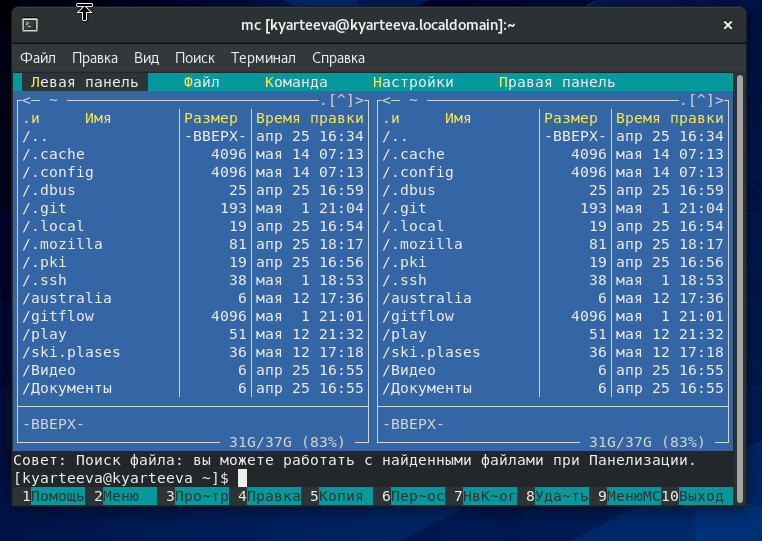 mc [kyarteeva@kyarteeva.localdomain]:~
Файл Правка Вид Поиск Терминал Справка
Левая панель Файл Команда Настройки Правая панель
<— ~ .[^]> <— ~ .[^]>
.и Имя Размер Время правки .и Имя Размер Время правки
/.. -ВВЕРХ- апр 25 16:34 /.. -ВВЕРХ- апр 25 16:34
/.cache 4096 мая 14 07:13 /.cache 4096 мая 14 07:13
/.config 4096 мая 14 07:13 /.config 4096 мая 14 07:13
/.dbus 25 апр 25 16:59 /.dbus 25 апр 25 16:59
/.git 193 мая 1 21:04 /.git 193 мая 1 21:04
/.local 19 апр 25 16:54 /.local 19 апр 25 16:54
/.mozilla 81 апр 25 18:17 /.mozilla 81 апр 25 18:17
/.pki 19 апр 25 16:56 /.pki 19 апр 25 16:56
/.ssh 38 мая 1 18:53 /.ssh 38 мая 1 18:53
/australia 6 мая 12 17:36 /australia 6 мая 12 17:36
/gitflow 4096 мая 1 21:01 /gitflow 4096 мая 1 21:01
/play 51 мая 12 21:32 /play 51 мая 12 21:32
/ski.plases 36 мая 12 17:18 /ski.plases 36 мая 12 17:18
/Видео 6 апр 25 16:55 /Видео 6 апр 25 16:55
/Документы 6 апр 25 16:55 /Документы 6 апр 25 16:55
-ВВЕРХ- -ВВЕРХ-
31G/37G (83%) 31G/37G (83%)
Совет: Поиск файла: вы можете работать с найденными файлами при Панелизации.
[kyarteeva@kyarteeva ~]$
1Помощь 2Меню 3Про~тр 4Правка 5Копия 6Пер~ос 7НвК~ог 8Уда~ть 9МенюMC 10Выход